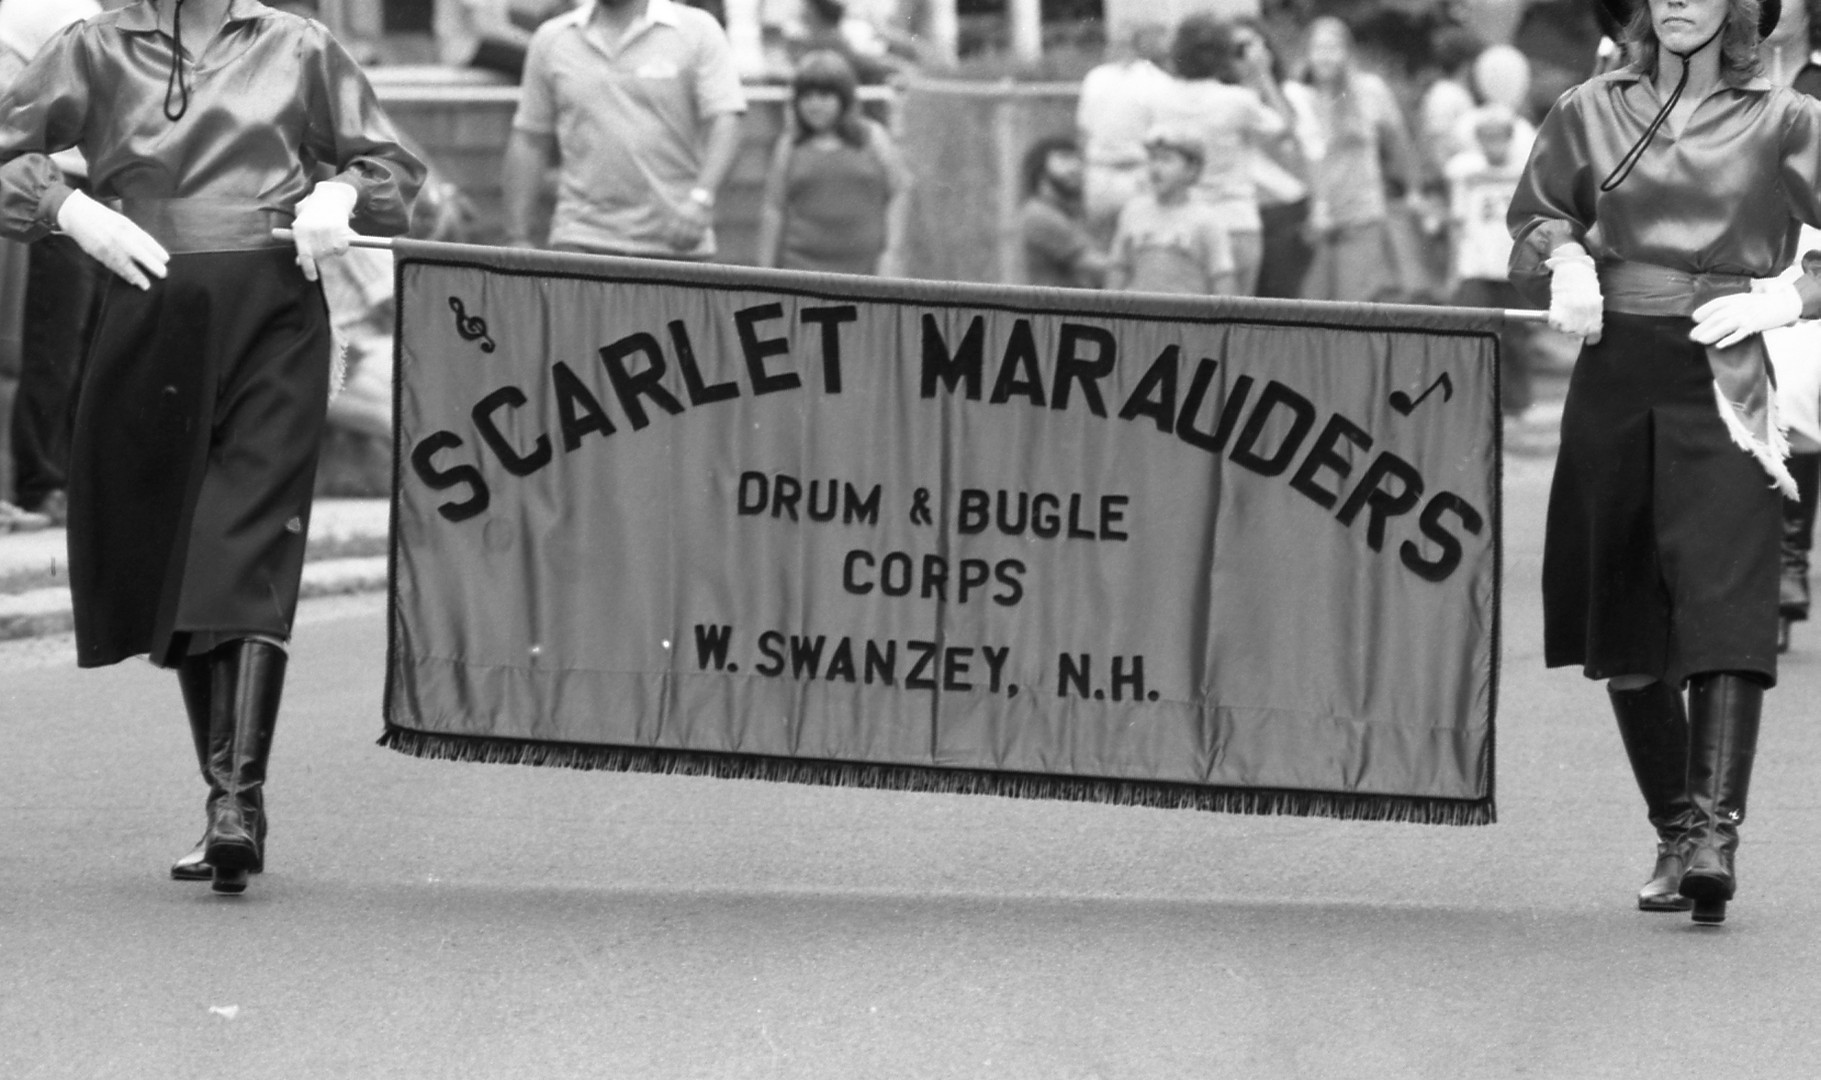 SCARLET MARAUDERS
DRUM & BUGLE
CORPS
W. SWANZEY, N.H.